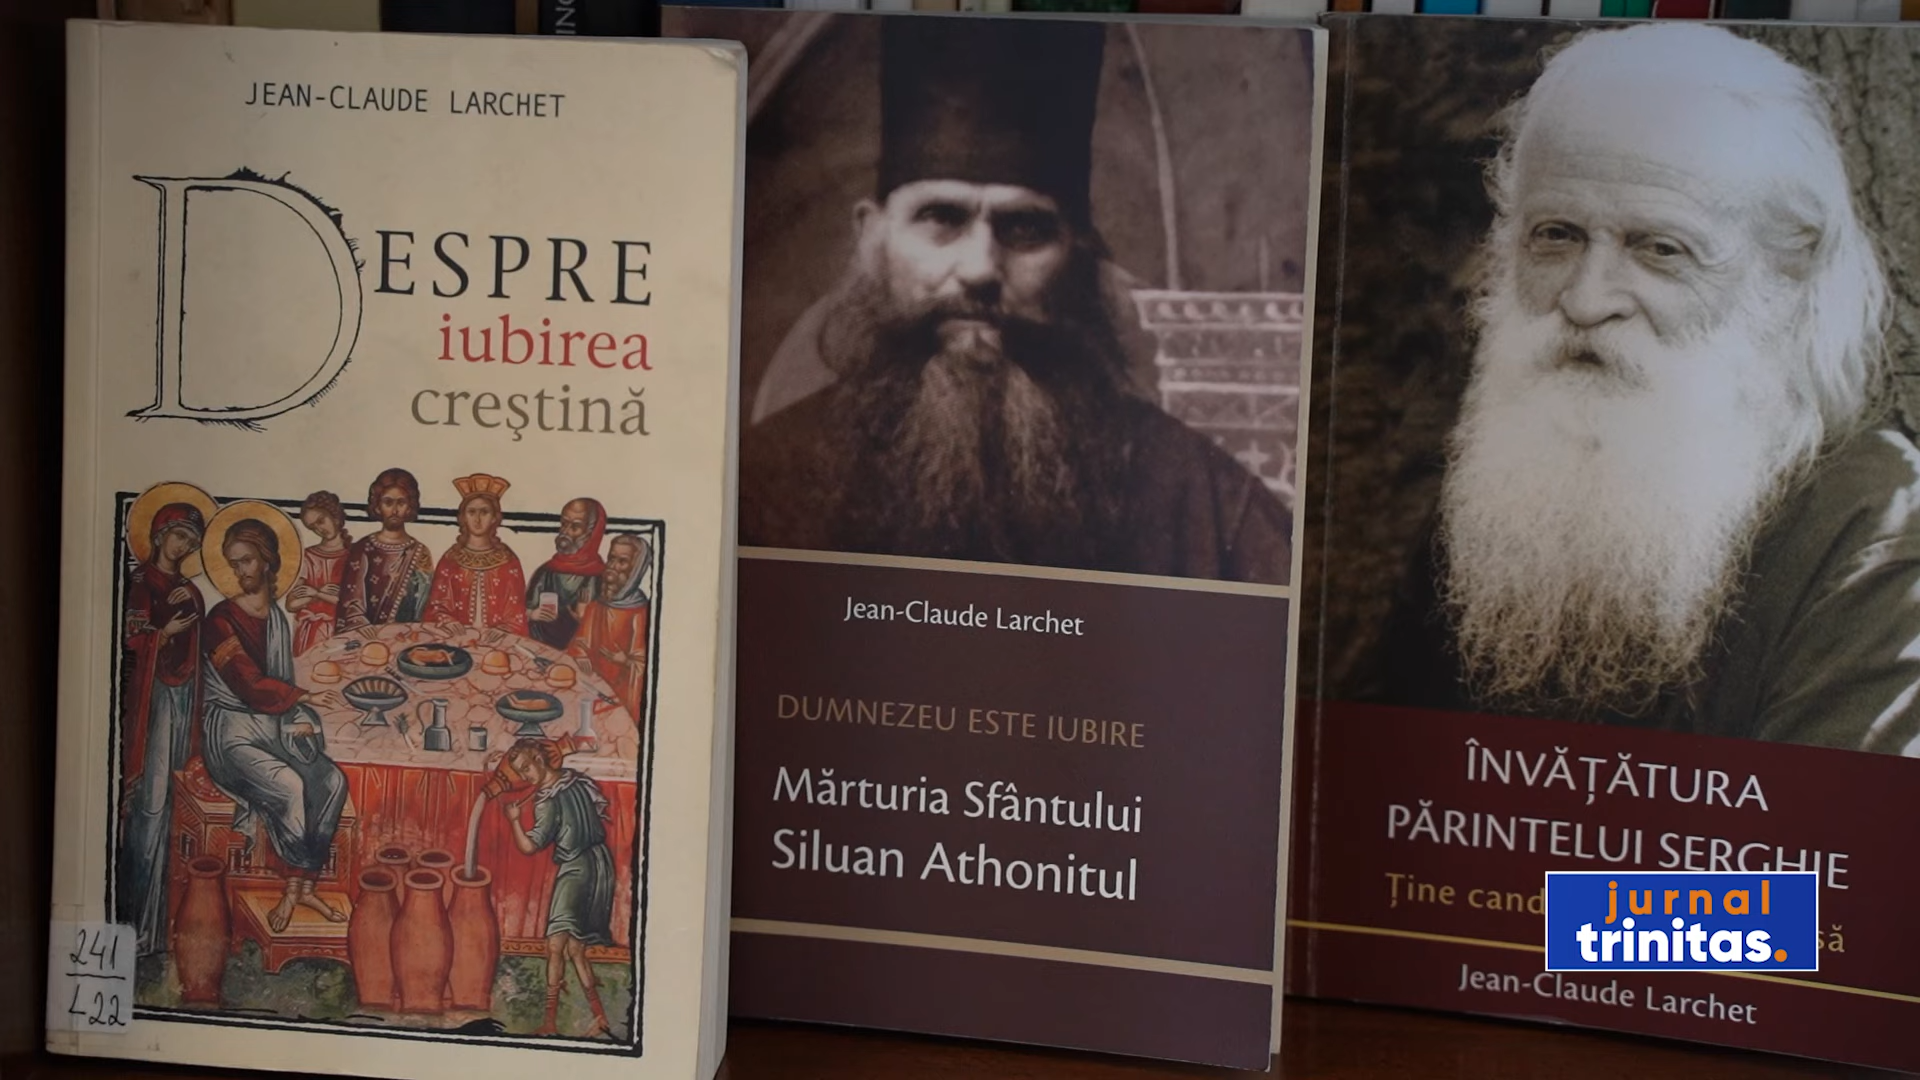 JEAN-CLAUDE LARCHET
DESPRE
iubirea
creştină
241
L22
Jean-Claude Larchet
DUMNEZEU ESTE IUBIRE
Mărturia Sfântului
Siluan Athonitul
ÎNVĂȚĂTURA
PĂRINTELUI SERGHIE
Ține
Jean-Claude Larchet
jurnal
trinitas.